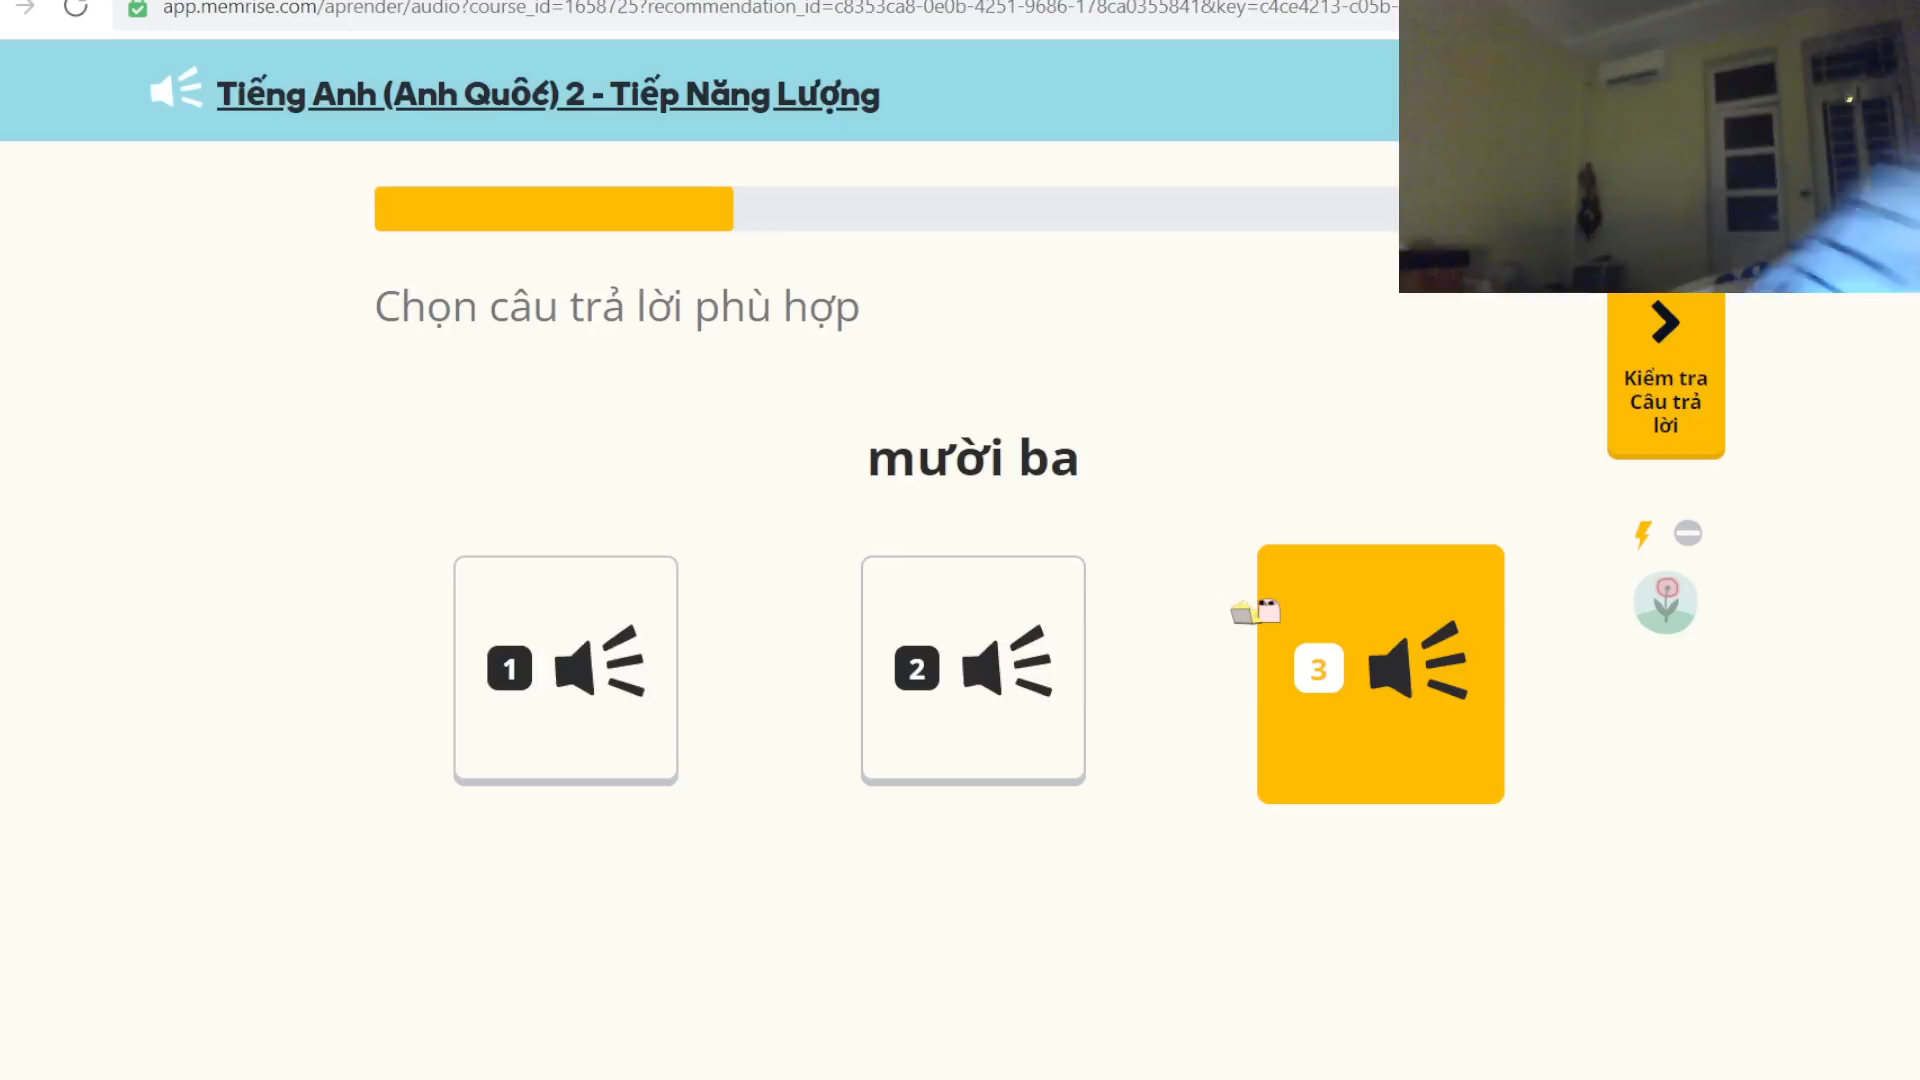 app.memrise.com/aprender/audio?course_id=1658725?recommendation_id=c8353ca8-0e0b-4251-9686-178ca0355841&key=c4ce4213-c05b-
Tiếng Anh (Anh Quốc) 2 - Tiếp Năng Lượng
Chọn câu trả lời phù hợp
Kiểm tra
Câu trả
lời
mười ba
1
2
3